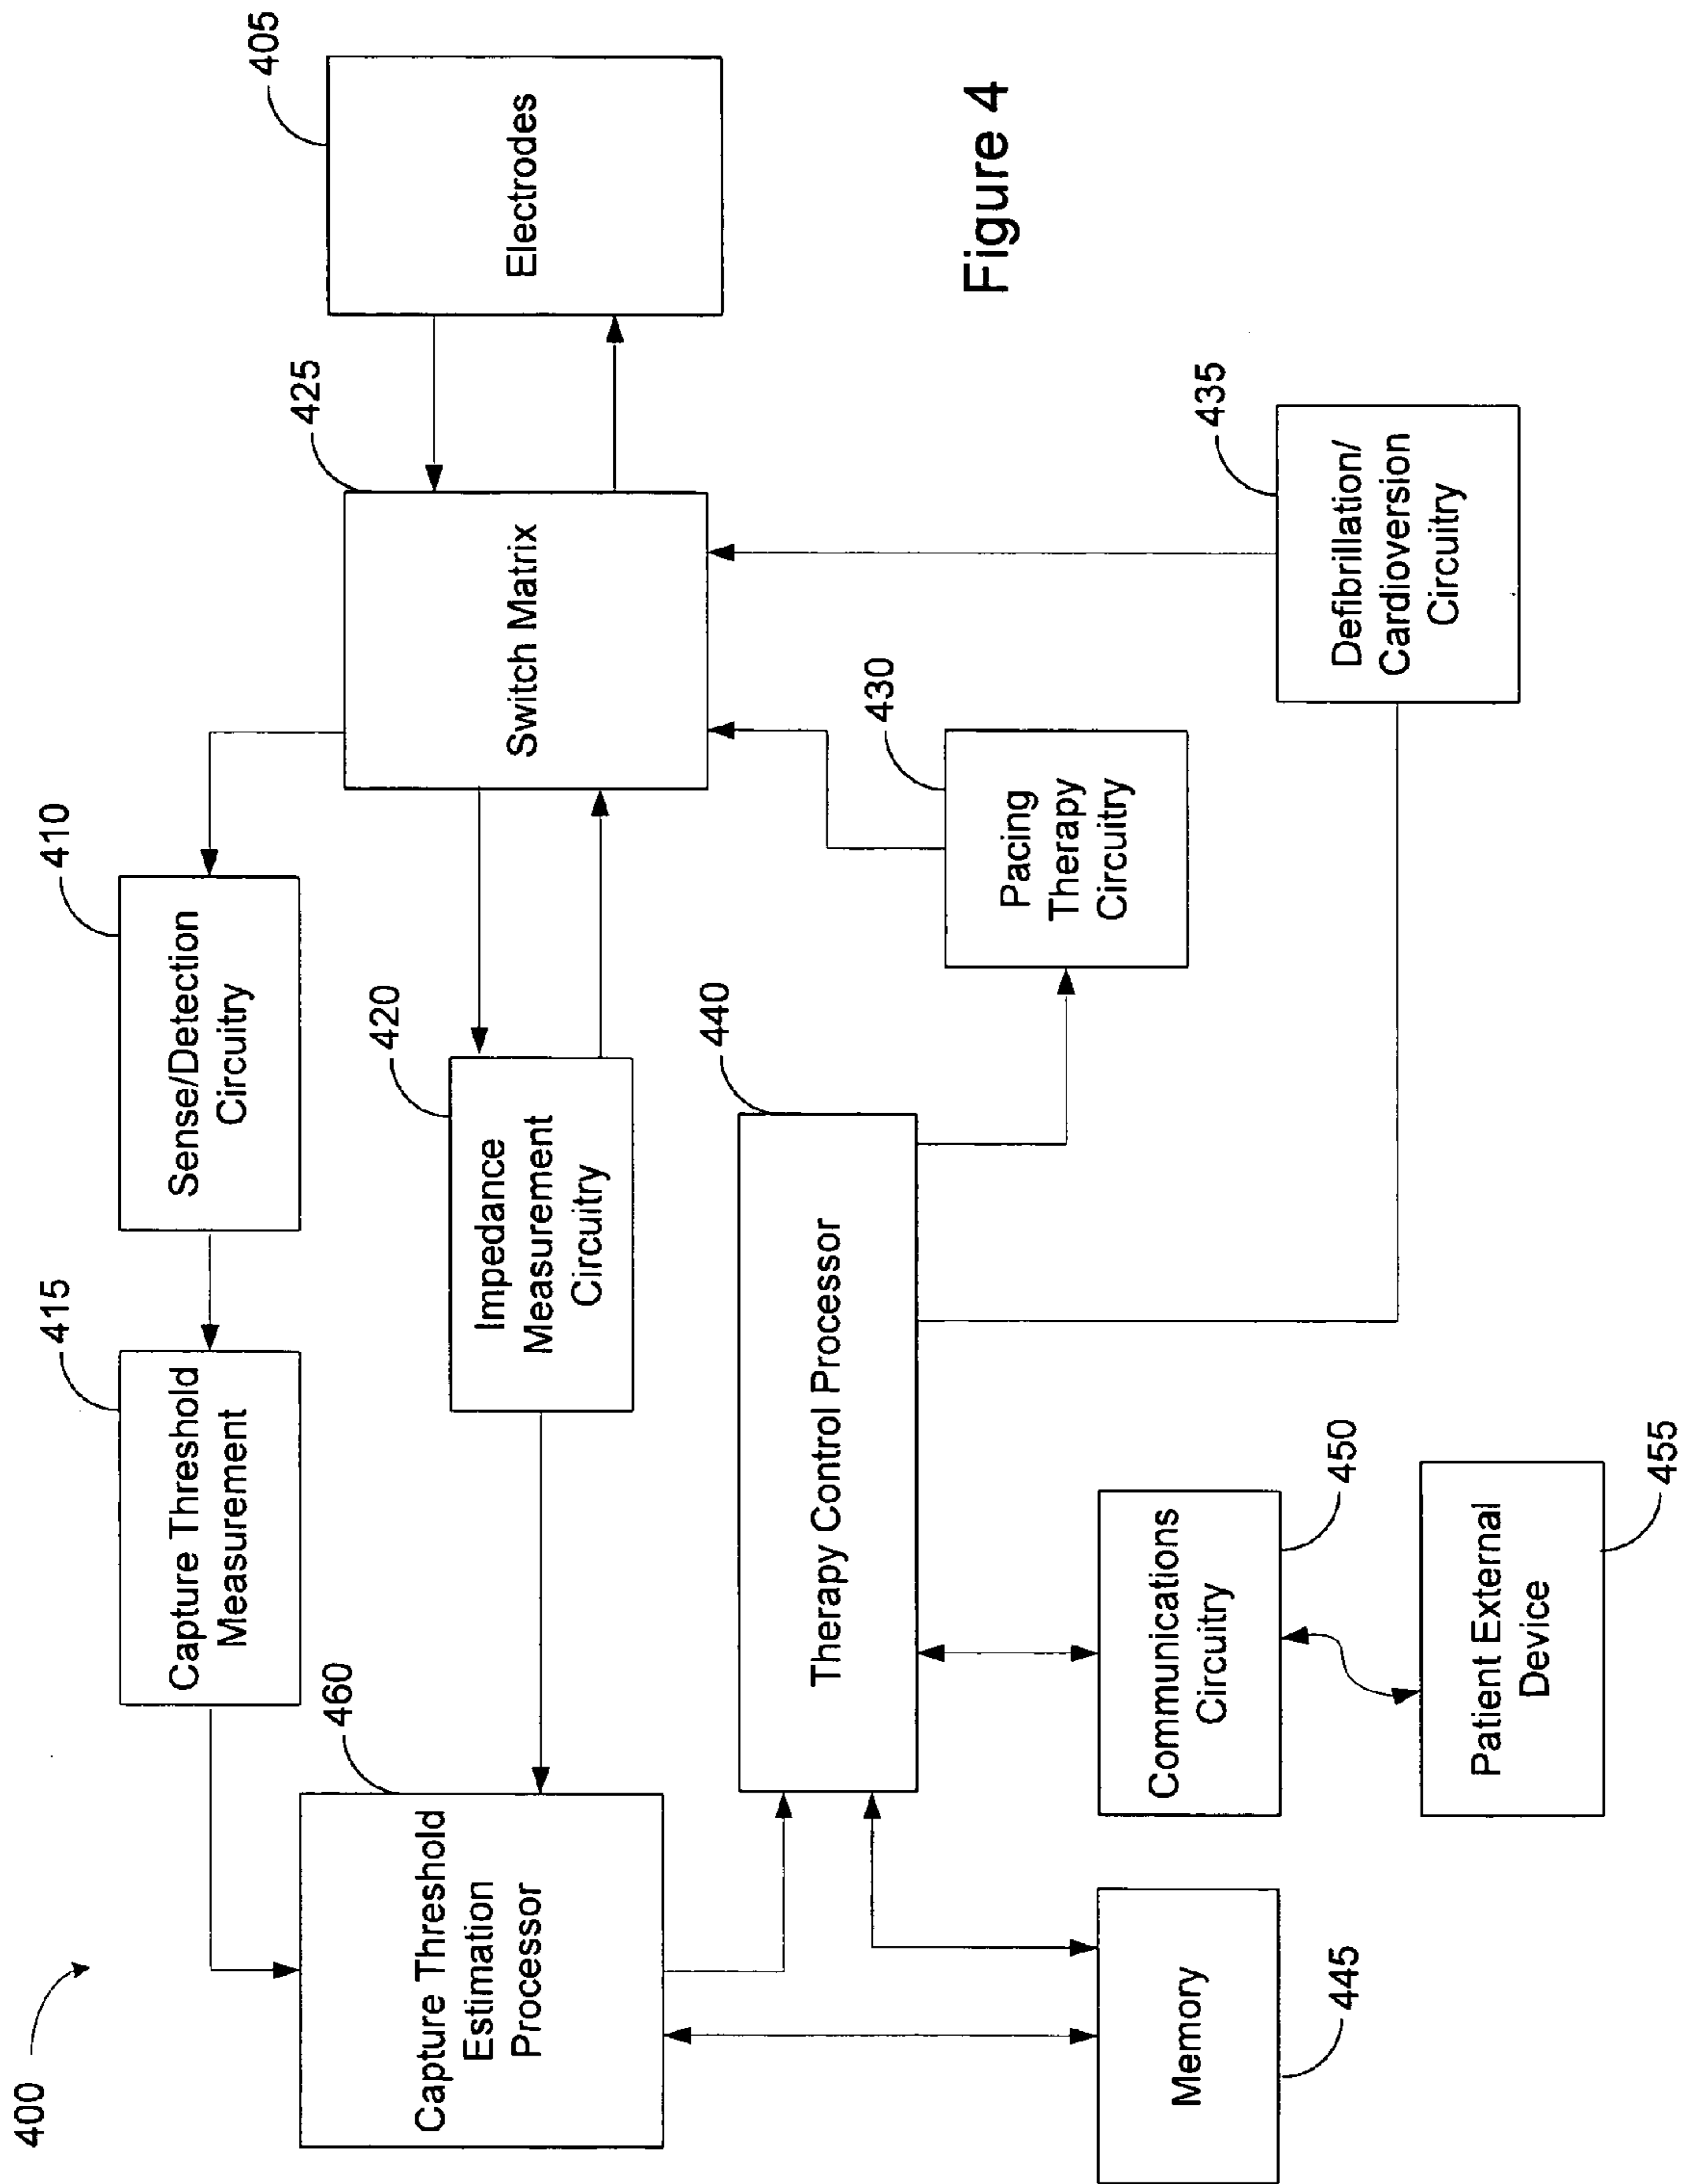 400
415
Capture Threshold
Measurement
410
Sense/Detection
Circuitry
460
Capture Threshold
Estimation
Processor
420
Impedance
Measurement
Circuitry
425
Switch Matrix
405
Electrodes
440
Therapy Control Processor
430
Pacing
Therapy
Circuitry
Figure 4
Memory
445
Communications
Circuitry
450
435
Defibrillation/
Cardioversion
Circuitry
Patient External
Device
455